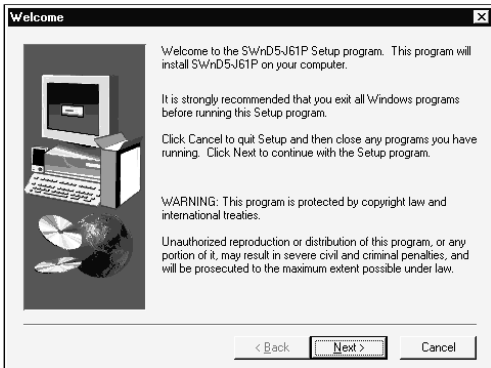 Welcome
Welcome to the SWnD5-J61P Setup program. This program will
install SWnD5-J61P on your computer.
It is strongly recommended that you exit all Windows programs
before running this Setup program.
Click Cancel to quit Setup and then close any programs you have
running. Click Next to continue with the Setup program.
WARNING: This program is protected by copyright law and
international treaties.
Unauthorized reproduction or distribution of this program, or any
portion of it, may result in severe civil and criminal penalties, and
will be prosecuted to the maximum extent possible under law.
< Back
Next >
Cancel